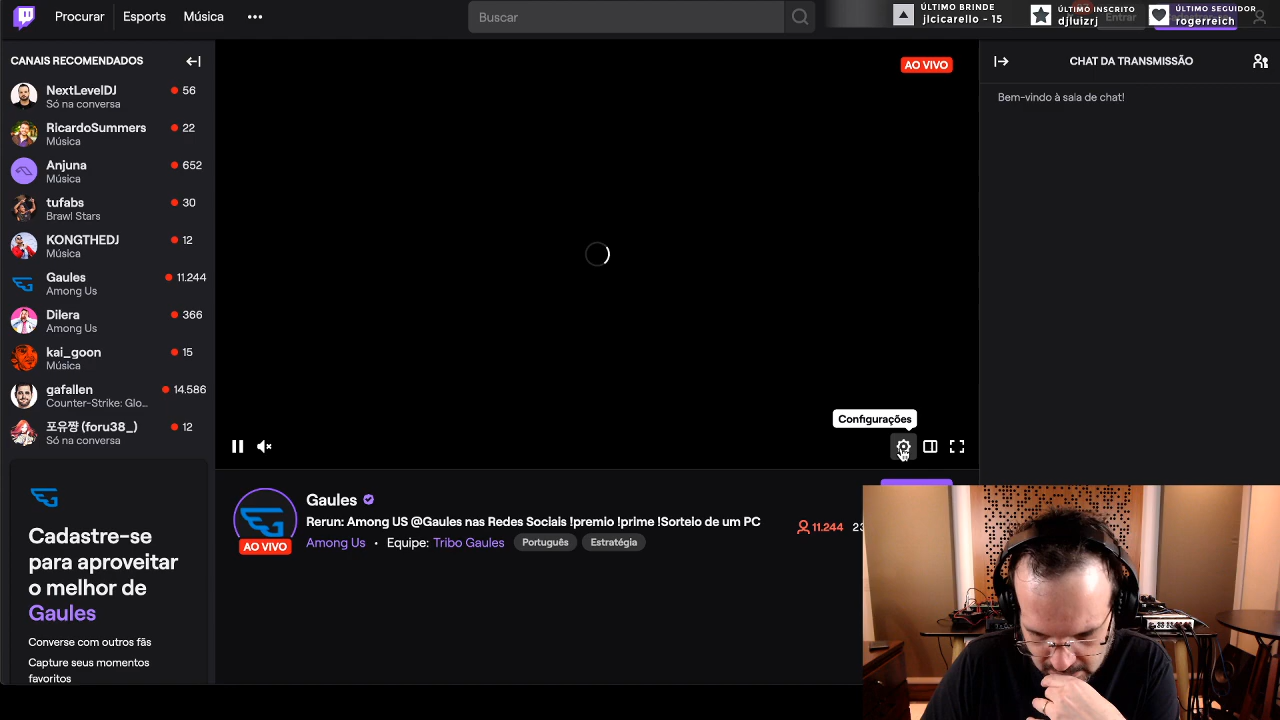 Procurar
Esports
Música
Buscar
ÚLTIMO BRINDE
jlcicarello - 15
ÚLTIMO INSCRITO
djluizrj
ÚLTIMO SEGUIDOR
rogerreich
Entrar
CANAIS RECOMENDADOS
NextLevelDJ
56
Só na conversa
RicardoSummers
22
Música
Anjuna
652
Música
tufabs
30
Brawl Stars
KONGTHEDJ
12
Música
Gaules
11.244
Among Us
Dilera
366
Among Us
kai_goon
15
Música
gafallen
14.586
Counter-Strike: Glo...
포유쨩 (foru38_)
12
Só na conversa
Cadastre-se
para aproveitar
o melhor de
Gaules
Converse com outros fãs
Capture seus momentos
favoritos
AO VIVO
Configurações
Gaules
Rerun: Among US @Gaules nas Redes Sociais !premio !prime !Sorteio de um PC
Among Us • Equipe: Tribo Gaules Português Estratégia
AO VIVO
11.244
23
CHAT DA TRANSMISSÃO
Bem-vindo à sala de chat!